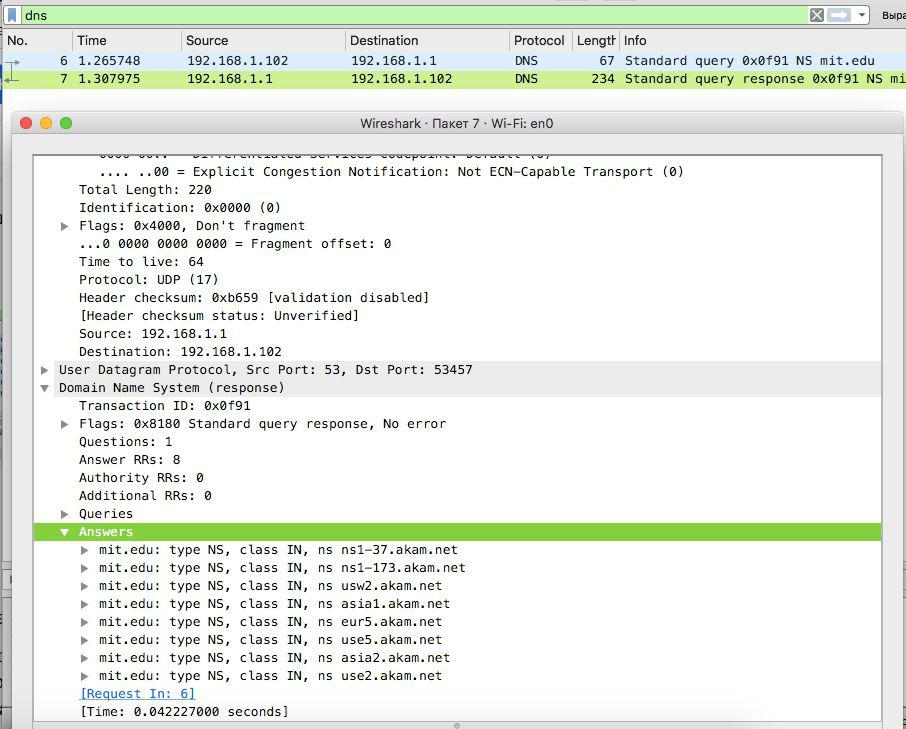 dns
Выра
No. Time Source Destination Protocol Lengtl Info
6 1.265748 192.168.1.102 192.168.1.1 DNS 67 Standard query 0x0f91 NS mit.edu
7 1.307975 192.168.1.1 192.168.1.102 DNS 234 Standard query response 0x0f91 NS mi
Wireshark · Пакет 7 · Wi-Fi: en0
0000 00.. = Differentiated Services Codepoint: Default (0)
.... ..00 = Explicit Congestion Notification: Not ECN-Capable Transport (0)
Total Length: 220
Identification: 0x0000 (0)
Flags: 0x4000, Don't fragment
...0 0000 0000 0000 = Fragment offset: 0
Time to live: 64
Protocol: UDP (17)
Header checksum: 0xb659 [validation disabled]
[Header checksum status: Unverified]
Source: 192.168.1.1
Destination: 192.168.1.102
User Datagram Protocol, Src Port: 53, Dst Port: 53457
Domain Name System (response)
Transaction ID: 0x0f91
Flags: 0x8180 Standard query response, No error
Questions: 1
Answer RRs: 8
Authority RRs: 0
Additional RRs: 0
Queries
Answers
mit.edu: type NS, class IN, ns ns1-37.akam.net
mit.edu: type NS, class IN, ns ns1-173.akam.net
mit.edu: type NS, class IN, ns usw2.akam.net
mit.edu: type NS, class IN, ns asia1.akam.net
mit.edu: type NS, class IN, ns eur5.akam.net
mit.edu: type NS, class IN, ns use5.akam.net
mit.edu: type NS, class IN, ns asia2.akam.net
mit.edu: type NS, class IN, ns use2.akam.net
[Request In: 6]
[Time: 0.042227000 seconds]